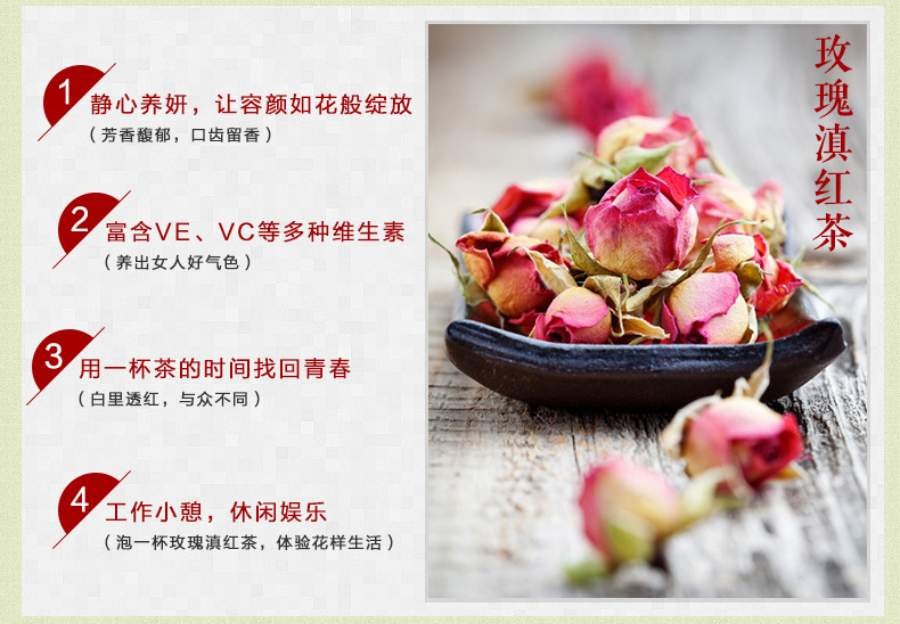 1
静心养妍，让容颜如花般绽放
（芳香馥郁，口齿留香）
2
富含VE、VC等多种维生素
（养出女人好气色）
3
用一杯茶的时间找回青春
（白里透红，与众不同）
4
工作小憩，休闲娱乐
（泡一杯玫瑰滇红茶，体验花样生活）
玫瑰滇红茶